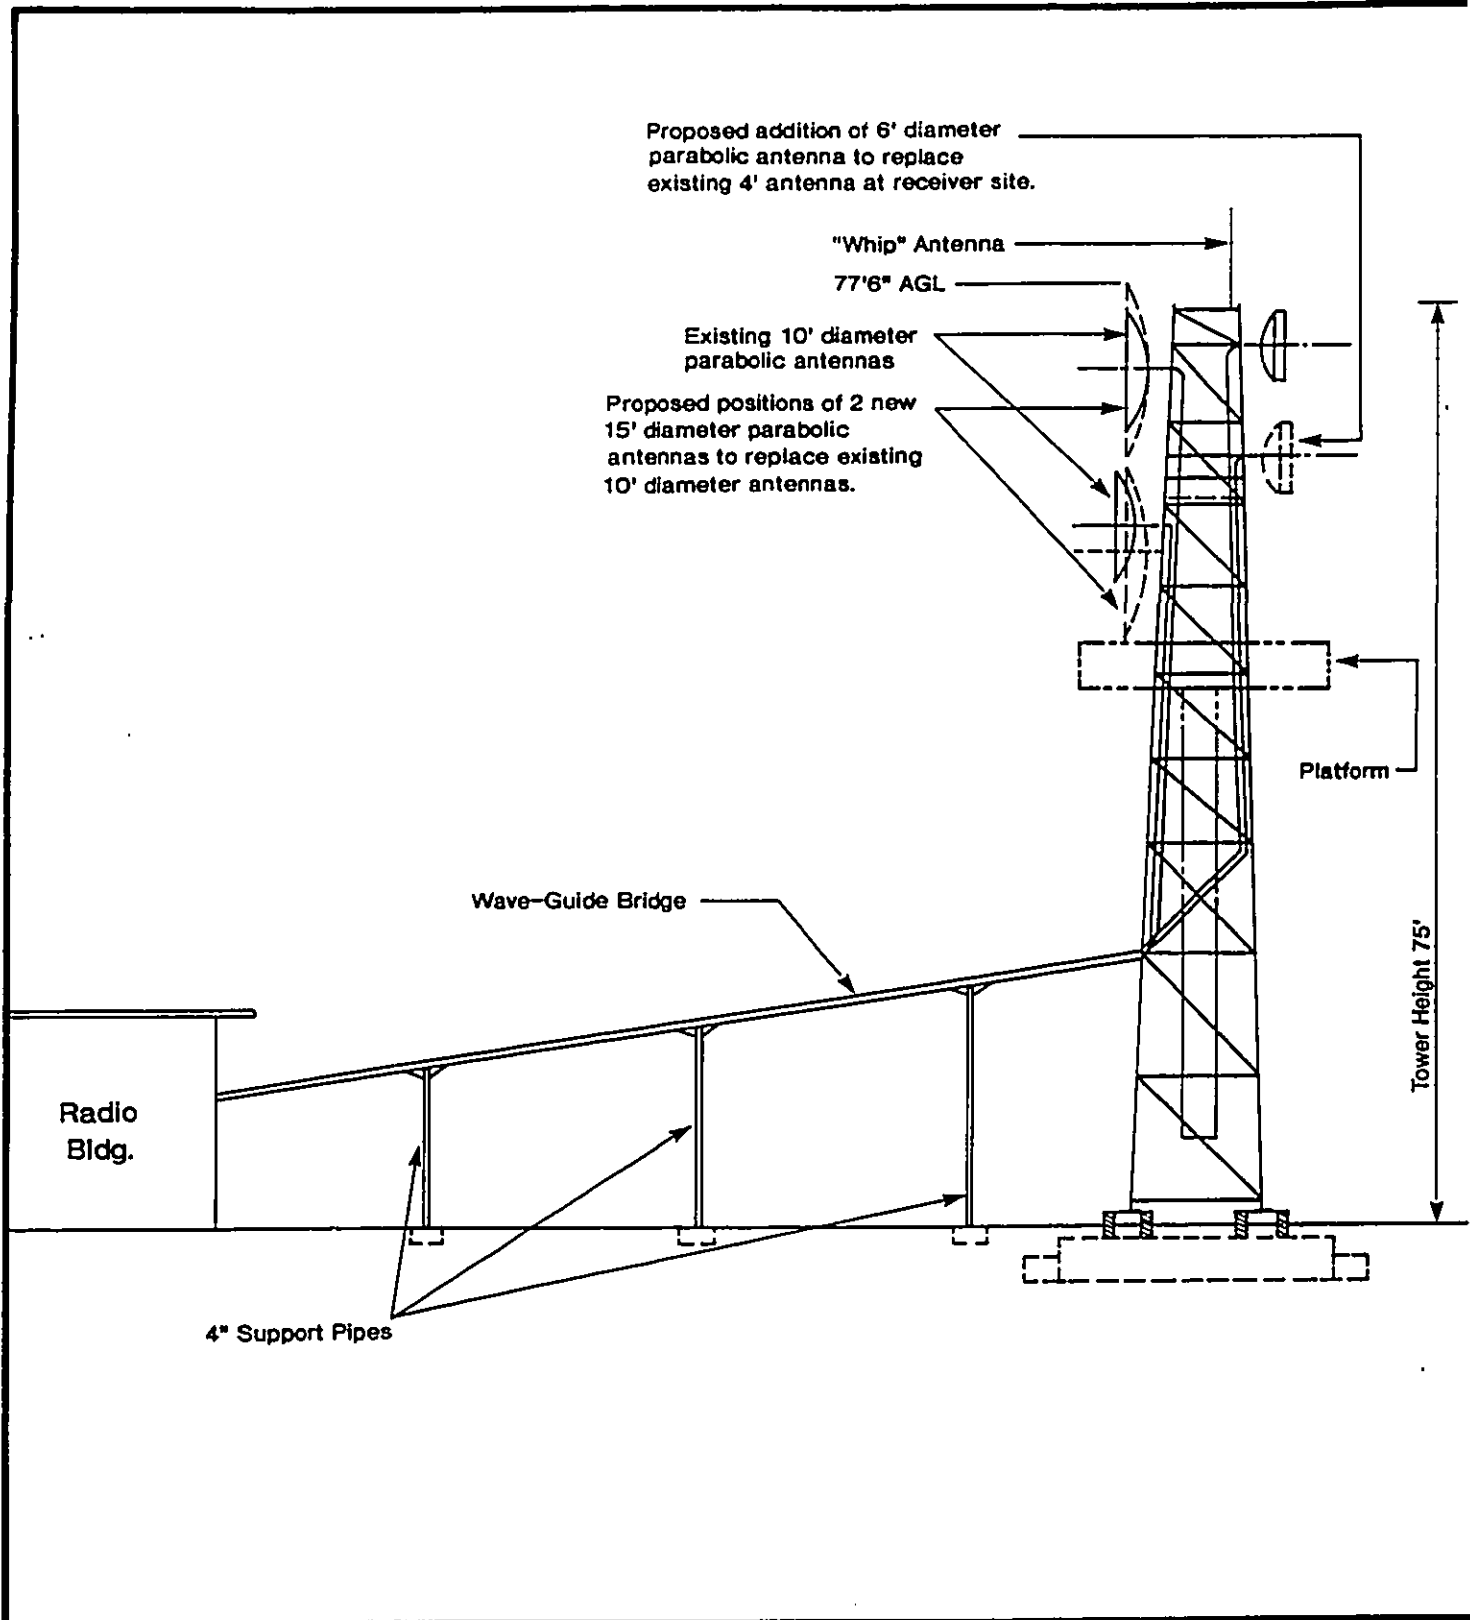 Proposed addition of 6' diameter
parabolic antenna to replace
existing 4' antenna at receiver site.
"Whip" Antenna
77'6" AGL
Existing 10' diameter
parabolic antennas
Proposed positions of 2 new
15' diameter parabolic
antennas to replace existing
10' diameter antennas.
Platform
Wave-Guide Bridge
Tower Height 75'
Radio
Bldg.
4" Support Pipes